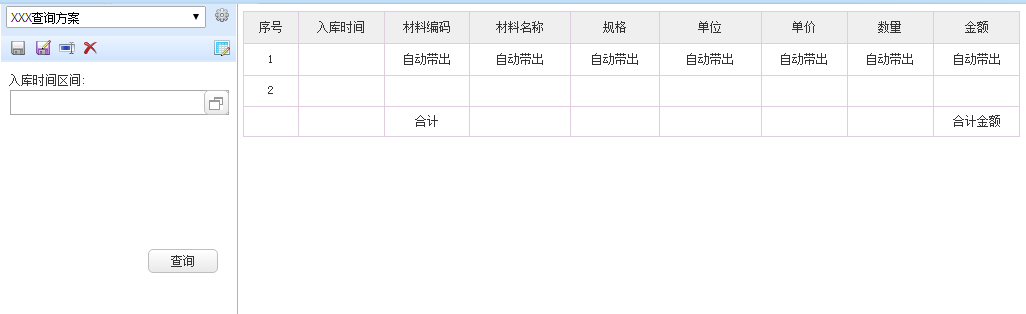 XXX查询方案
入库时间区间:
查询
序号 入库时间 材料编码 材料名称 规格 单位 单价 数量 金额
1 自动带出 自动带出 自动带出 自动带出 自动带出 自动带出 自动带出
2
合计 合计金额